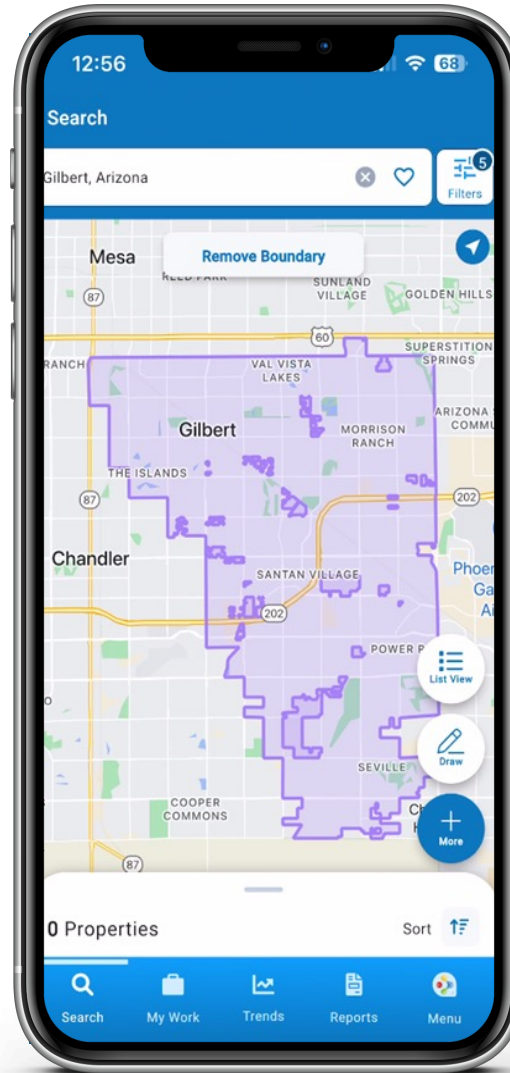 12:56
68
Search
Gilbert, Arizona
5
Filters
Remove Boundary
Mesa
SUNLAND
VILLAGE
GOLDEN HILLS
87
60
SUPERSTITION
SPRINGS
RANCH
VAL VISTA
LAKES
Gilbert
MORRISON
RANCH
ARIZONA
COMMU
THE ISLANDS
87
202
Chandler
SANTAN VILLAGE
Phoe
Ga
202
POWER
List View
Draw
SEVILLE
COOPER
COMMONS
More
87
0 Properties
Sort
Search
My Work
Trends
Reports
Menu